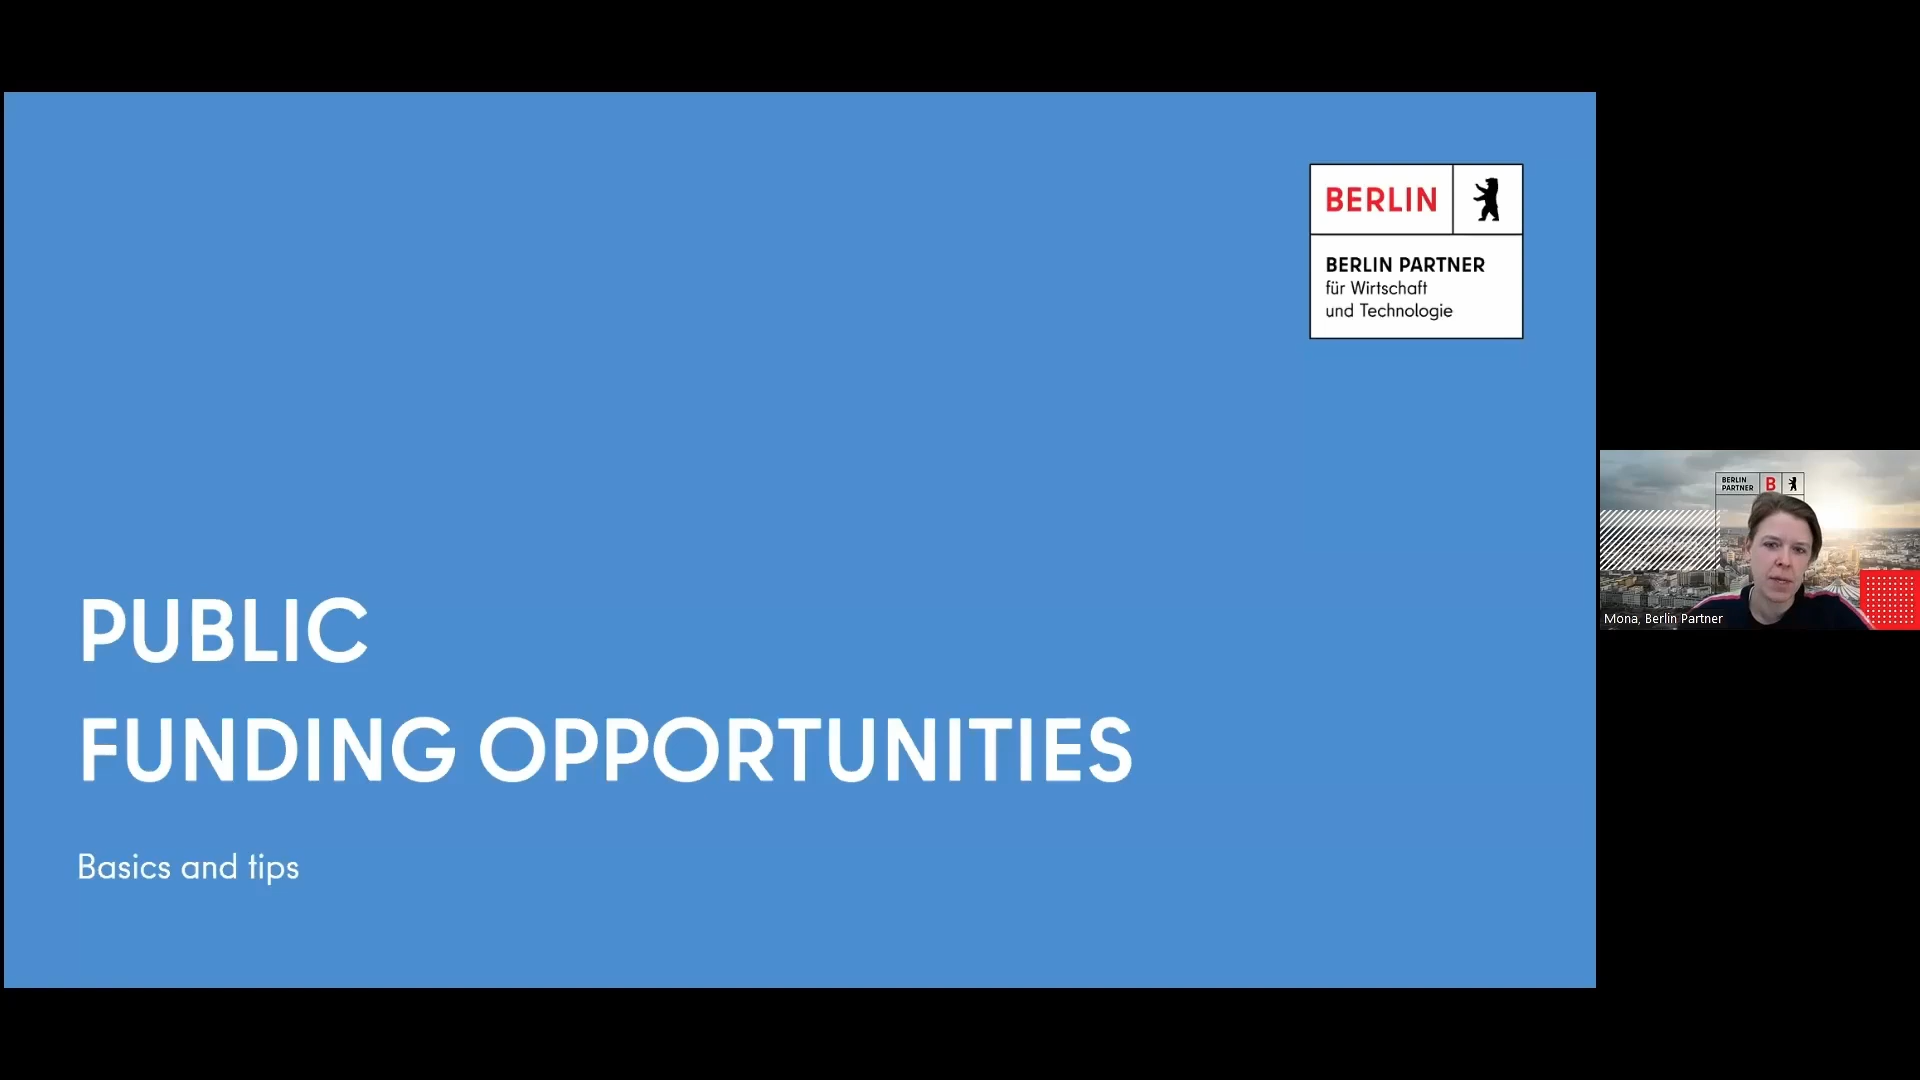 BERLIN
BERLIN PARTNER
für Wirtschaft
und Technologie
PUBLIC
FUNDING OPPORTUNITIES
Basics and tips
BERLIN
PARTNER
B
Mona, Berlin Partner